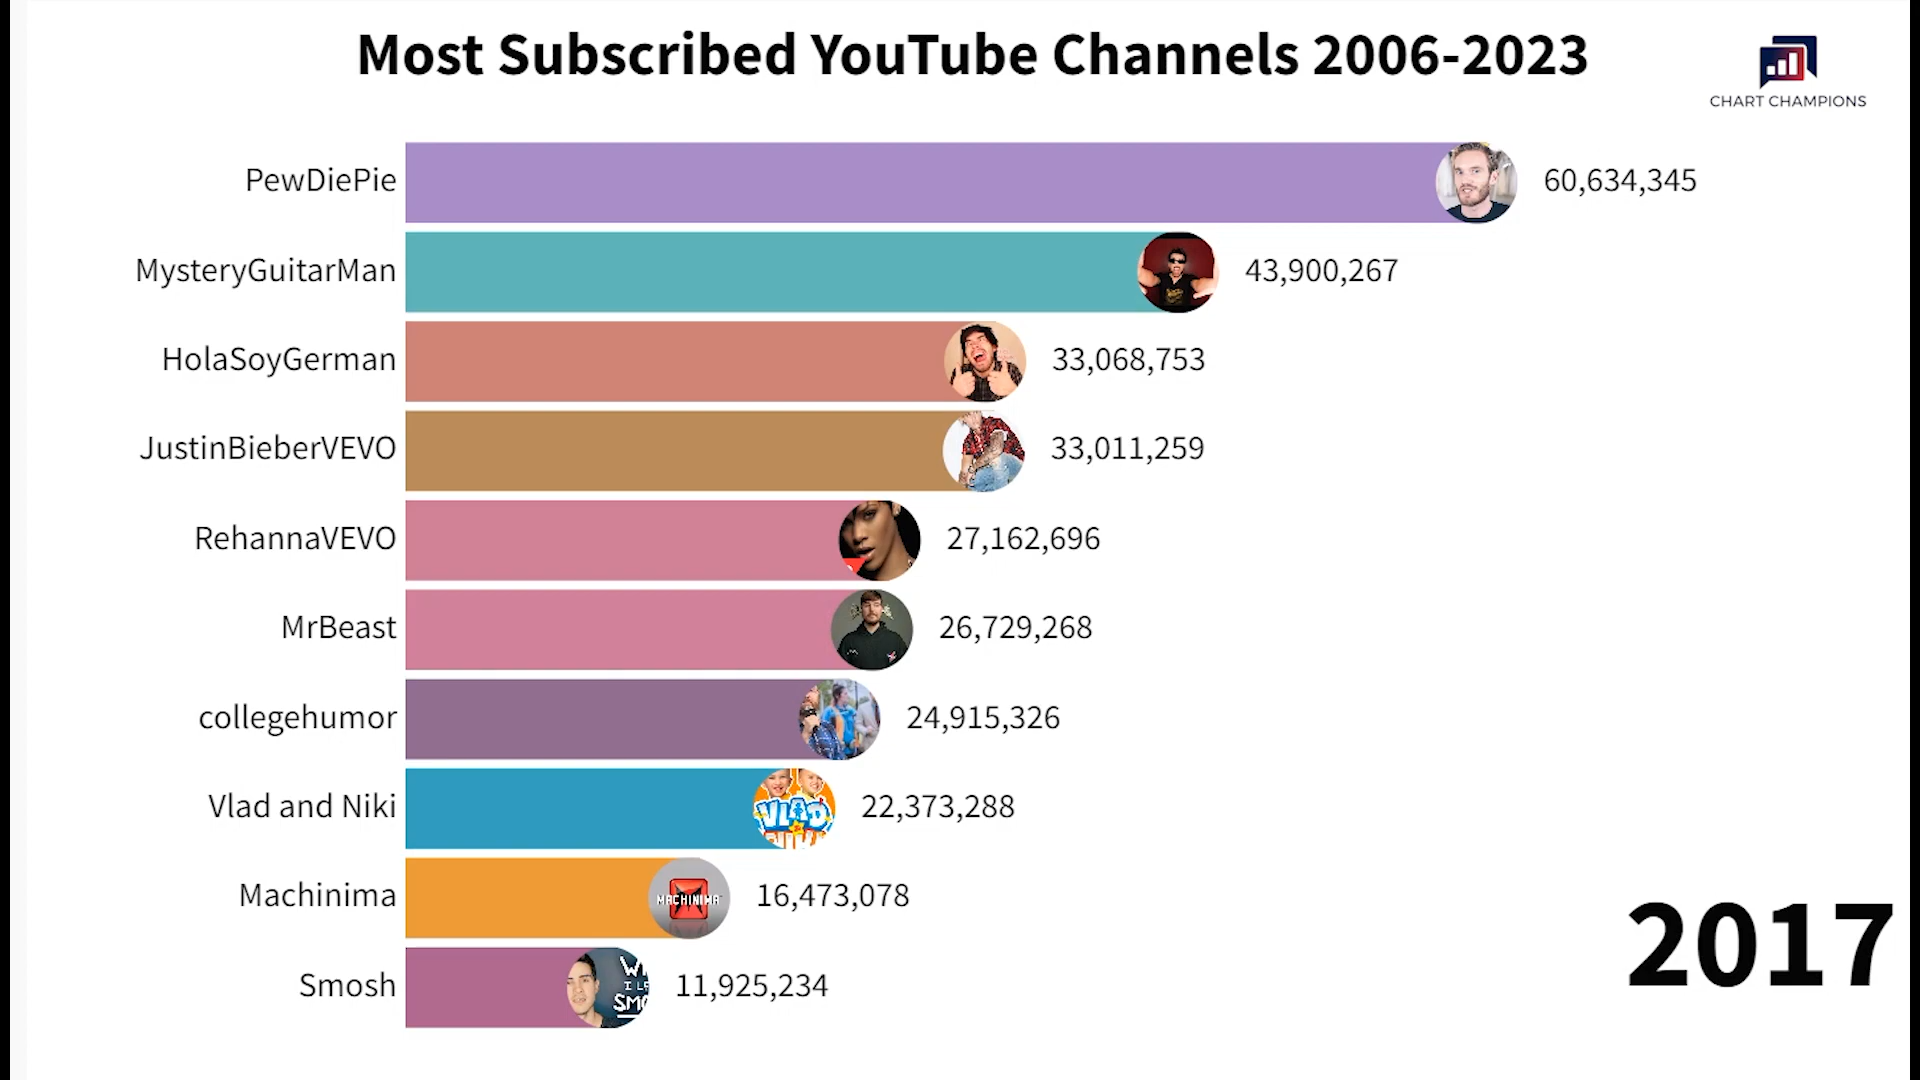 Most Subscribed YouTube Channels 2006-2023
CHART CHAMPIONS
PewDiePie 60,634,345
MysteryGuitarMan 43,900,267
HolaSoyGerman 33,068,753
JustinBieberVEVO 33,011,259
RehannaVEVO 27,162,696
MrBeast 26,729,268
collegehumor 24,915,326
Vlad and Niki 22,373,288
VLAD
Machinima 16,473,078
MACHINIMA
Smosh 11,925,234
2017